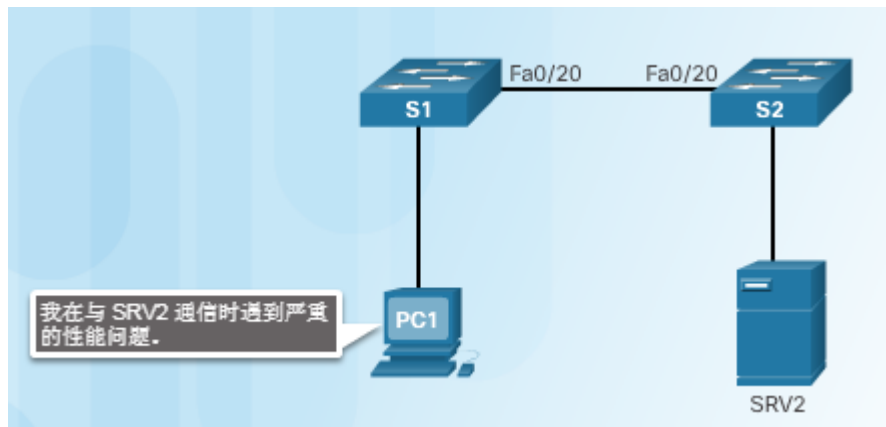 Fa0/20 Fa0/20
S1
S2
我在与 SRV2 通信时遇到严重
的性能问题。
PC1
SRV2